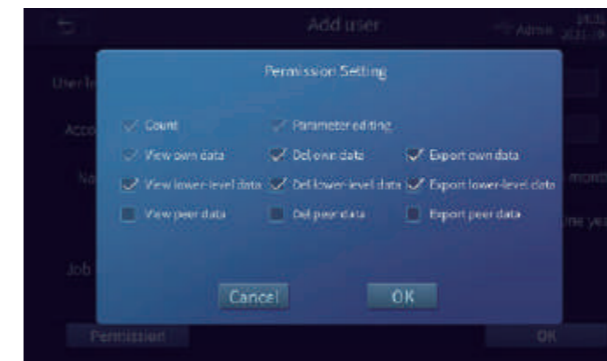 Add user
Admin
Permission Setting
Count Parameter editing
View own data Del own data Export own data
View lower-level data Del lower-level data Export lower-level data
View peer data Del peer data Export peer data
Job
Cancel OK
Permission OK